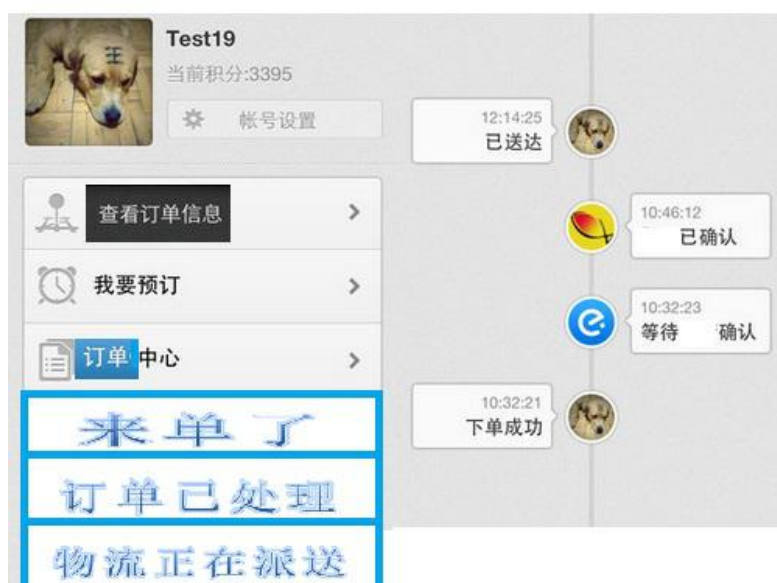 Test19
当前积分:3395
帐号设置
查看订单信息
我要预订
订单中心
来单了
订单已处理
物流正在派送
12:14:25
已送达
10:46:12
已确认
10:32:23
等待 确认
10:32:21
下单成功
王